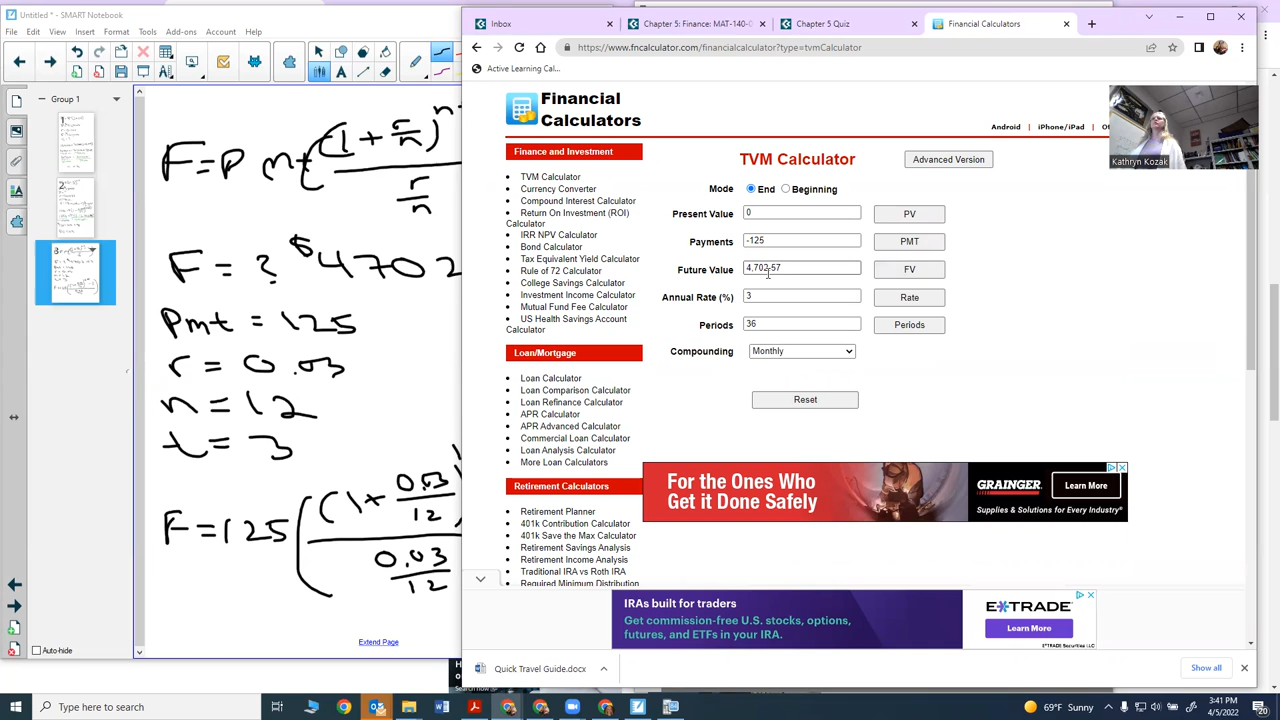 Untitled * - SMART Notebook
File Edit View Insert Format Tools Add-ons Account Help
Group 1
Auto-hide
F = P m t ( (1 + r/n)^n
r/n
F = ? $4702
Pmt = 125
r = 0.03
n = 12
t = 3
F = 125 ( (1 + 0.03/12)
0.03/12
Extend Page
Inbox
Chapter 5: Finance: MAT-140-
Chapter 5 Quiz
Financial Calculators
https://www.fncalculator.com/financialcalculator?type=tvmCalculator
Active Learning Cal...
Financial
Calculators
Android | iPhone/iPad |
Kathryn Kozak
Finance and Investment
TVM Calculator
Currency Converter
Compound Interest Calculator
Return On Investment (ROI)
Calculator
IRR NPV Calculator
Bond Calculator
Tax Equivalent Yield Calculator
Rule of 72 Calculator
College Savings Calculator
Investment Income Calculator
Mutual Fund Fee Calculator
US Health Savings Account
Calculator
Loan/Mortgage
Loan Calculator
Loan Comparison Calculator
Loan Refinance Calculator
APR Calculator
APR Advanced Calculator
Commercial Loan Calculator
Loan Analysis Calculator
More Loan Calculators
Retirement Calculators
Retirement Planner
401k Contribution Calculator
401k Save the Max Calculator
Retirement Savings Analysis
Retirement Income Analysis
Traditional IRA vs Roth IRA
Required Minimum Distribution
TVM Calculator
Advanced Version
Mode End Beginning
Present Value 0 PV
Payments -125 PMT
Future Value 4,702.57 FV
Annual Rate (%) 3 Rate
Periods 36 Periods
Compounding Monthly
Reset
For the Ones Who
Get it Done Safely
GRAINGER
Supplies & Solutions for Every Industry™
Learn More
IRAs built for traders
Get commission-free U.S. stocks, options,
futures, and ETFs in your IRA.
E*TRADE
Learn More
E*TRADE Securities LLC
Quick Travel Guide.docx
Show all
Type here to search
69°F Sunny
3:41 PM
4/5/2022